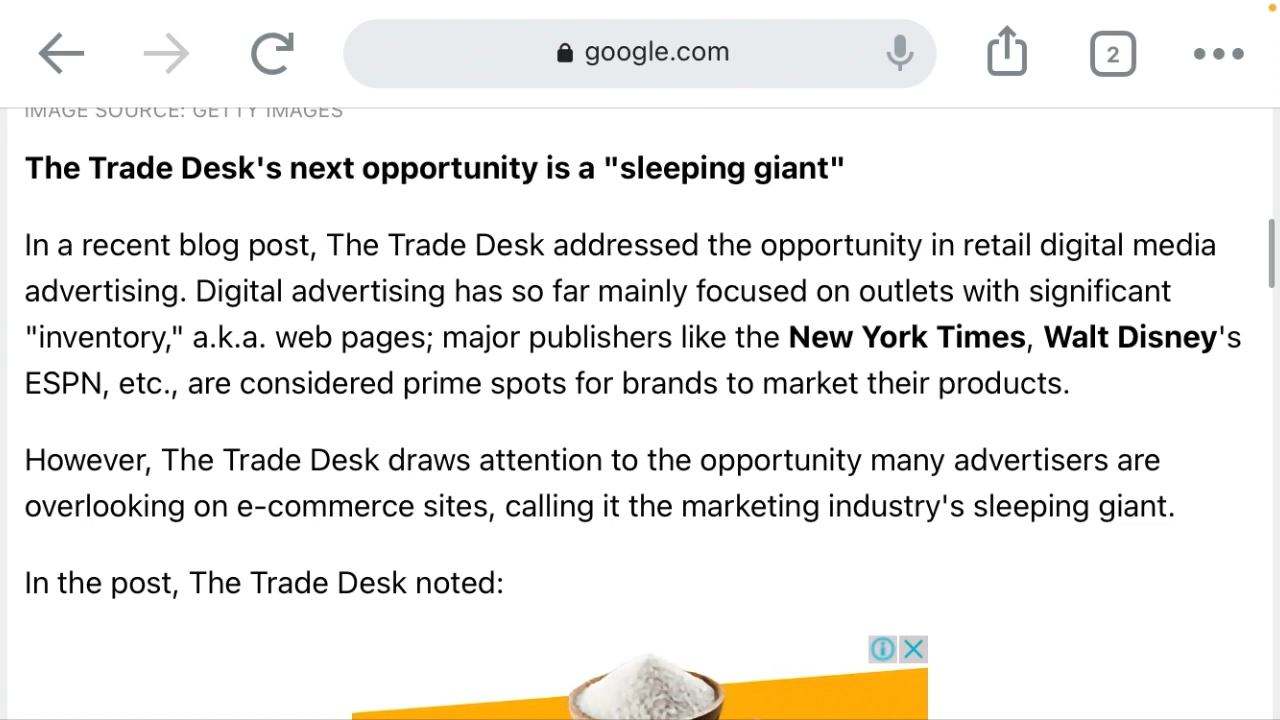 google.com
2
IMAGE SOURCE: GETTY IMAGES
The Trade Desk's next opportunity is a "sleeping giant"
In a recent blog post, The Trade Desk addressed the opportunity in retail digital media
advertising. Digital advertising has so far mainly focused on outlets with significant
"inventory," a.k.a. web pages; major publishers like the New York Times, Walt Disney's
ESPN, etc., are considered prime spots for brands to market their products.
However, The Trade Desk draws attention to the opportunity many advertisers are
overlooking on e-commerce sites, calling it the marketing industry's sleeping giant.
In the post, The Trade Desk noted: